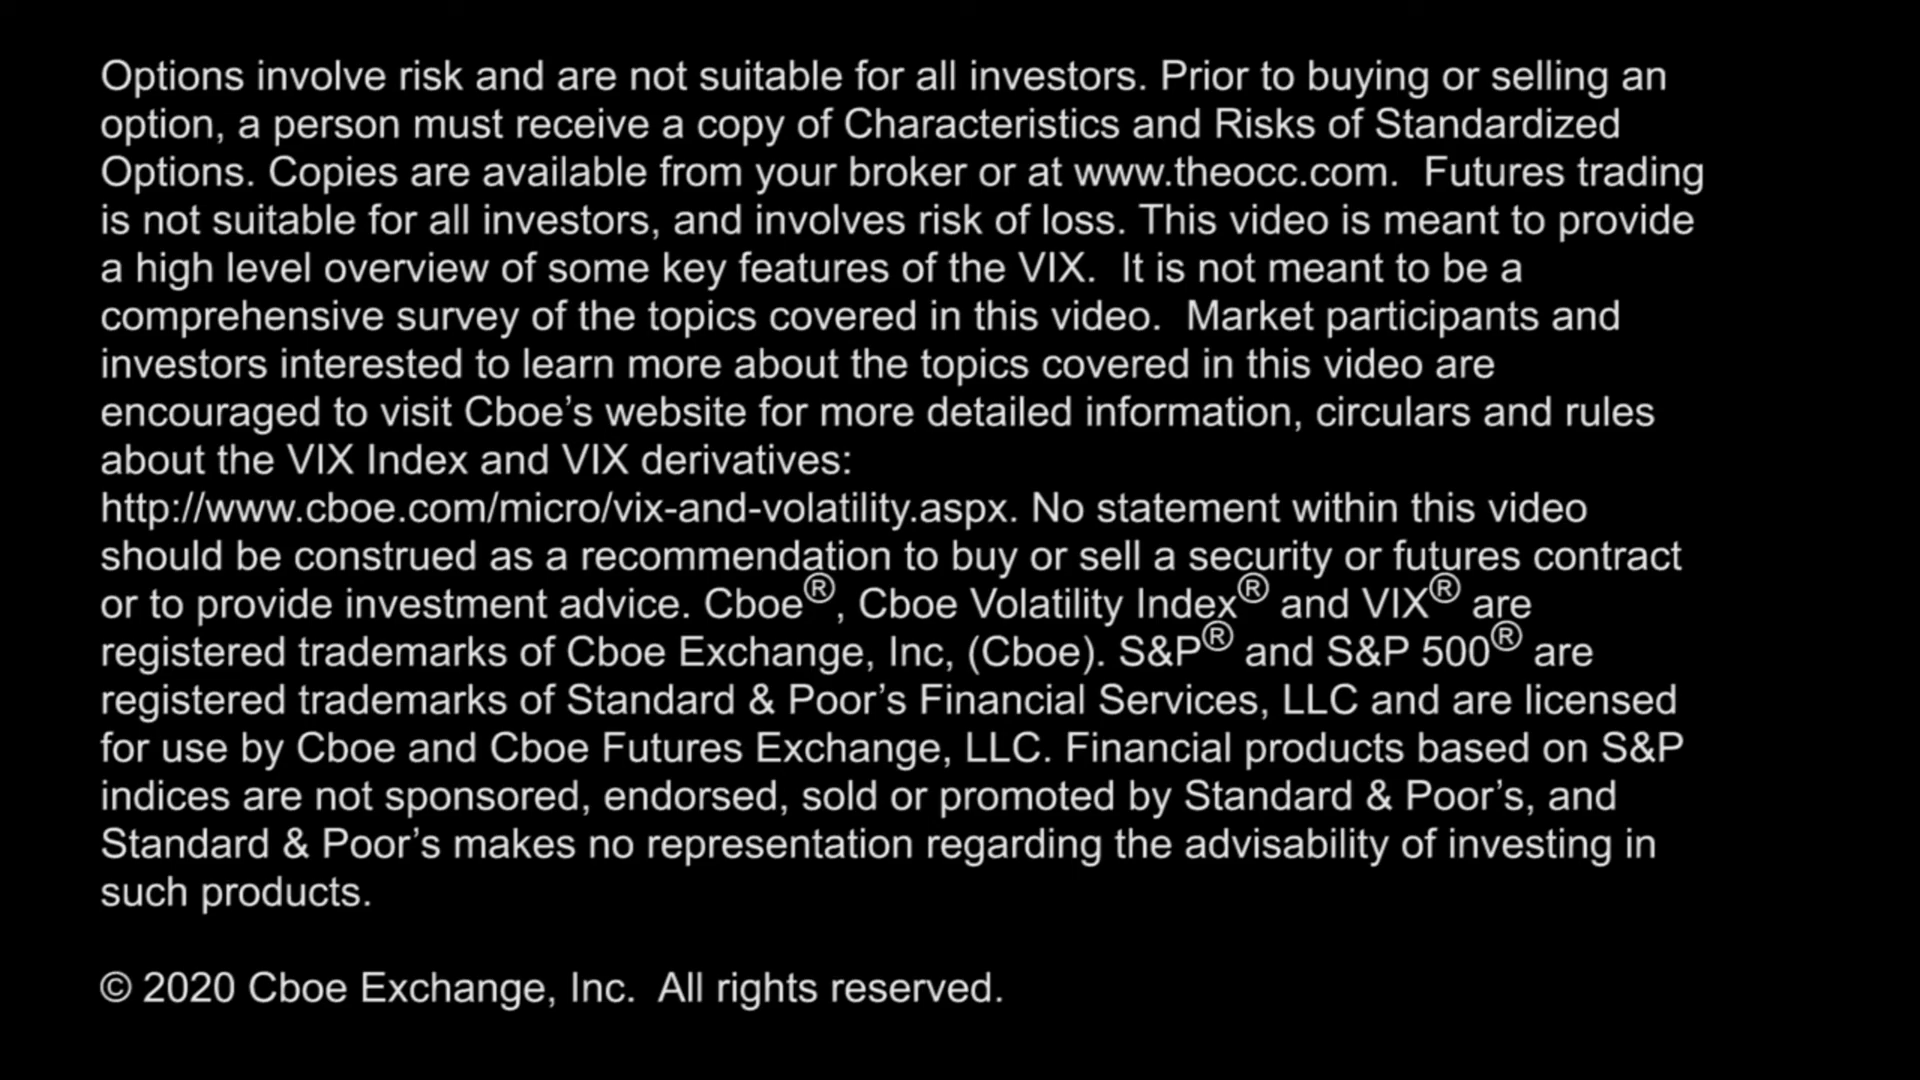 Options involve risk and are not suitable for all investors. Prior to buying or selling an
option, a person must receive a copy of Characteristics and Risks of Standardized
Options. Copies are available from your broker or at www.theocc.com.  Futures trading
is not suitable for all investors, and involves risk of loss. This video is meant to provide
a high level overview of some key features of the VIX.  It is not meant to be a
comprehensive survey of the topics covered in this video.  Market participants and
investors interested to learn more about the topics covered in this video are
encouraged to visit Cboe’s website for more detailed information, circulars and rules
about the VIX Index and VIX derivatives:
http://www.cboe.com/micro/vix-and-volatility.aspx. No statement within this video
should be construed as a recommendation to buy or sell a security or futures contract
or to provide investment advice. Cboe®, Cboe Volatility Index® and VIX® are
registered trademarks of Cboe Exchange, Inc, (Cboe). S&P® and S&P 500® are
registered trademarks of Standard & Poor’s Financial Services, LLC and are licensed
for use by Cboe and Cboe Futures Exchange, LLC. Financial products based on S&P
indices are not sponsored, endorsed, sold or promoted by Standard & Poor’s, and
Standard & Poor’s makes no representation regarding the advisability of investing in
such products.
© 2020 Cboe Exchange, Inc.  All rights reserved.